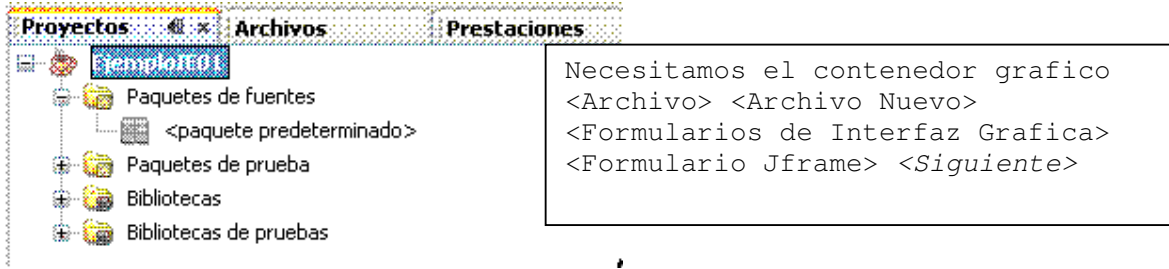 Proyectos
Archivos
Prestaciones
EjemploIE01
Paquetes de fuentes
<paquete predeterminado>
Paquetes de prueba
Bibliotecas
Bibliotecas de pruebas
Necesitamos el contenedor grafico
<Archivo> <Archivo Nuevo>
<Formularios de Interfaz Grafica>
<Formulario Jframe> <Siguiente>